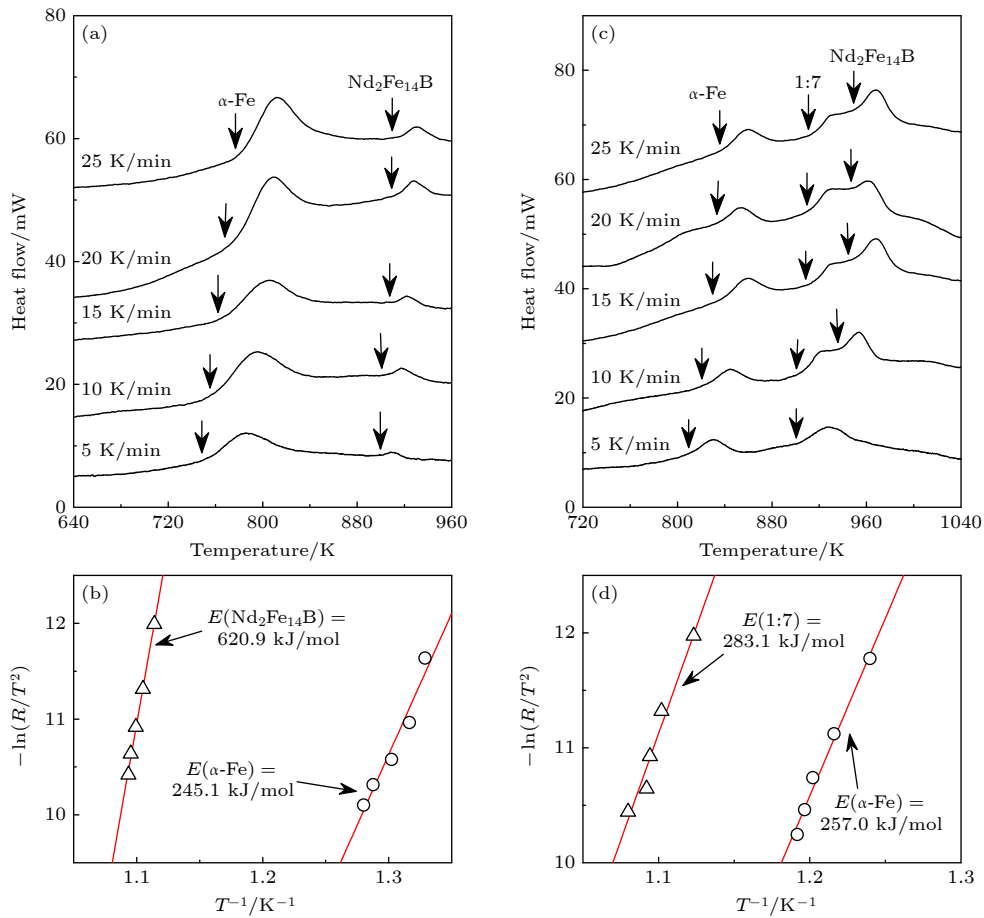 (a)
80
60
40
20
0
Heat flow/mW
α-Fe
Nd₂Fe₁₄B
25 K/min
20 K/min
15 K/min
10 K/min
5 K/min
640 720 800 880 960
Temperature/K
(c)
80
60
40
20
0
Heat flow/mW
α-Fe
1:7
Nd₂Fe₁₄B
25 K/min
20 K/min
15 K/min
10 K/min
5 K/min
720 800 880 960 1040
Temperature/K
(b)
12
11
10
−ln(R/T²)
E(Nd₂Fe₁₄B) =
620.9 kJ/mol
E(α-Fe) =
245.1 kJ/mol
1.1 1.2 1.3
T⁻¹/K⁻¹
(d)
12
11
10
−ln(R/T²)
E(1:7) =
283.1 kJ/mol
E(α-Fe) =
257.0 kJ/mol
1.1 1.2 1.3
T⁻¹/K⁻¹